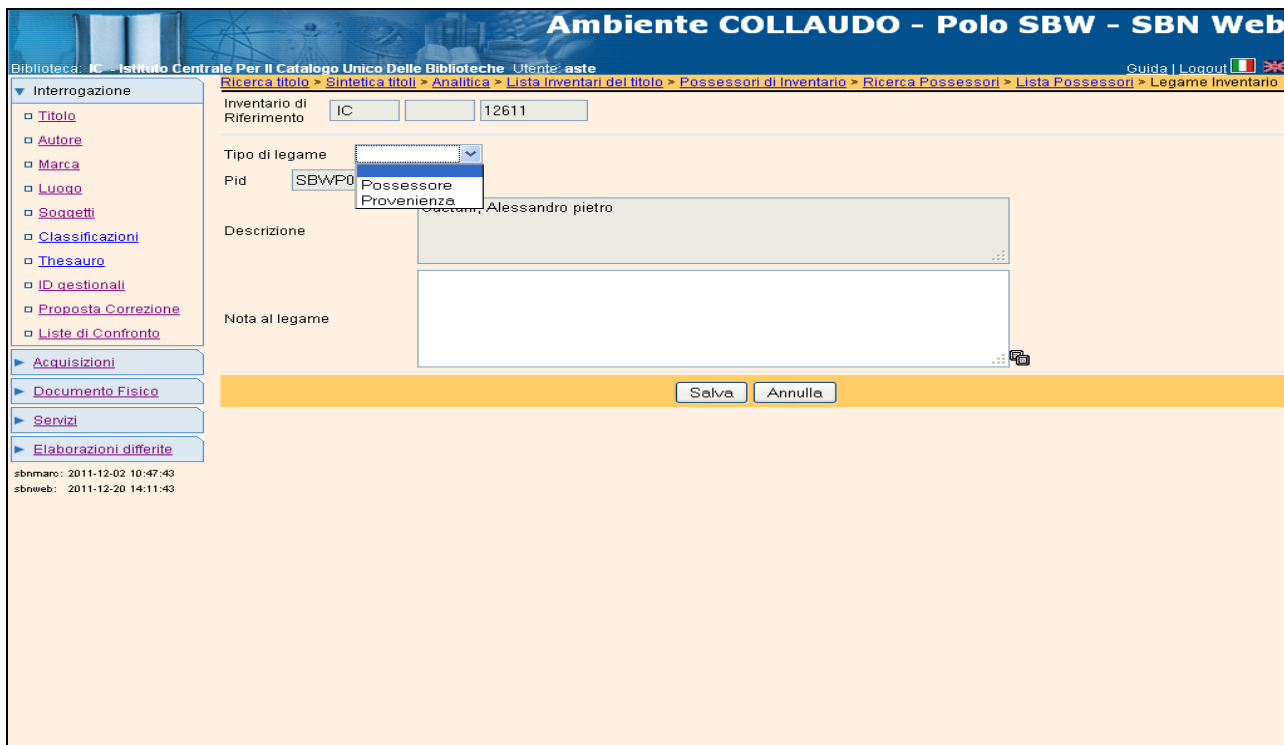 Ambiente COLLAUDO - Polo SBW - SBN Web
Biblioteca: IC - Istituto Centrale Per Il Catalogo Unico Delle Biblioteche Utente: aste
Guida | Logout
Ricerca titolo > Sintetica titoli > Analitica > Lista Inventari del titolo > Possessori di Inventario > Ricerca Possessori > Lista Possessori > Legame Inventario
Interrogazione
Titolo
Autore
Marca
Luogo
Soggetti
Classificazioni
Thesauro
ID gestionali
Proposta Correzione
Liste di Confronto
Acquisizioni
Documento Fisico
Servizi
Elaborazioni differite
sbnmarc: 2011-12-02 10:47:43
sbnweb: 2011-12-20 14:11:43
Inventario di
Riferimento
IC
12611
Tipo di legame
Possessore
Provenienza
Pid
SBWP0
Descrizione
Alessandro pietro
Nota al legame
Salva
Annulla